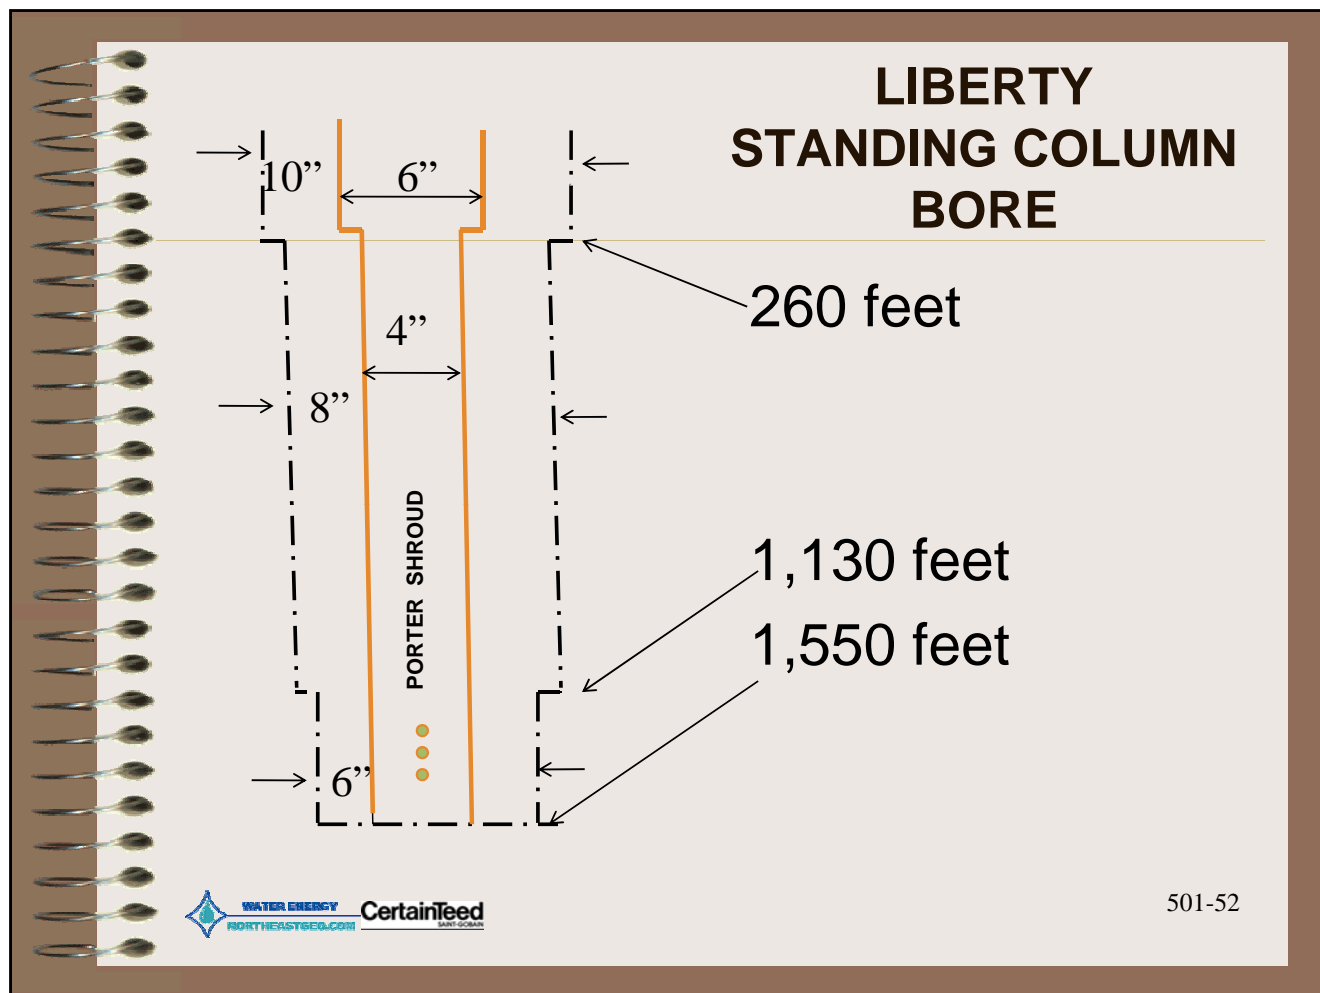 LIBERTY
STANDING COLUMN
BORE
10”
6”
260 feet
4”
8”
PORTER SHROUD
1,130 feet
1,550 feet
6”
WATER ENERGY
NORTHEASTGEO.COM
CertainTeed
SAINT-GOBAIN
501-52